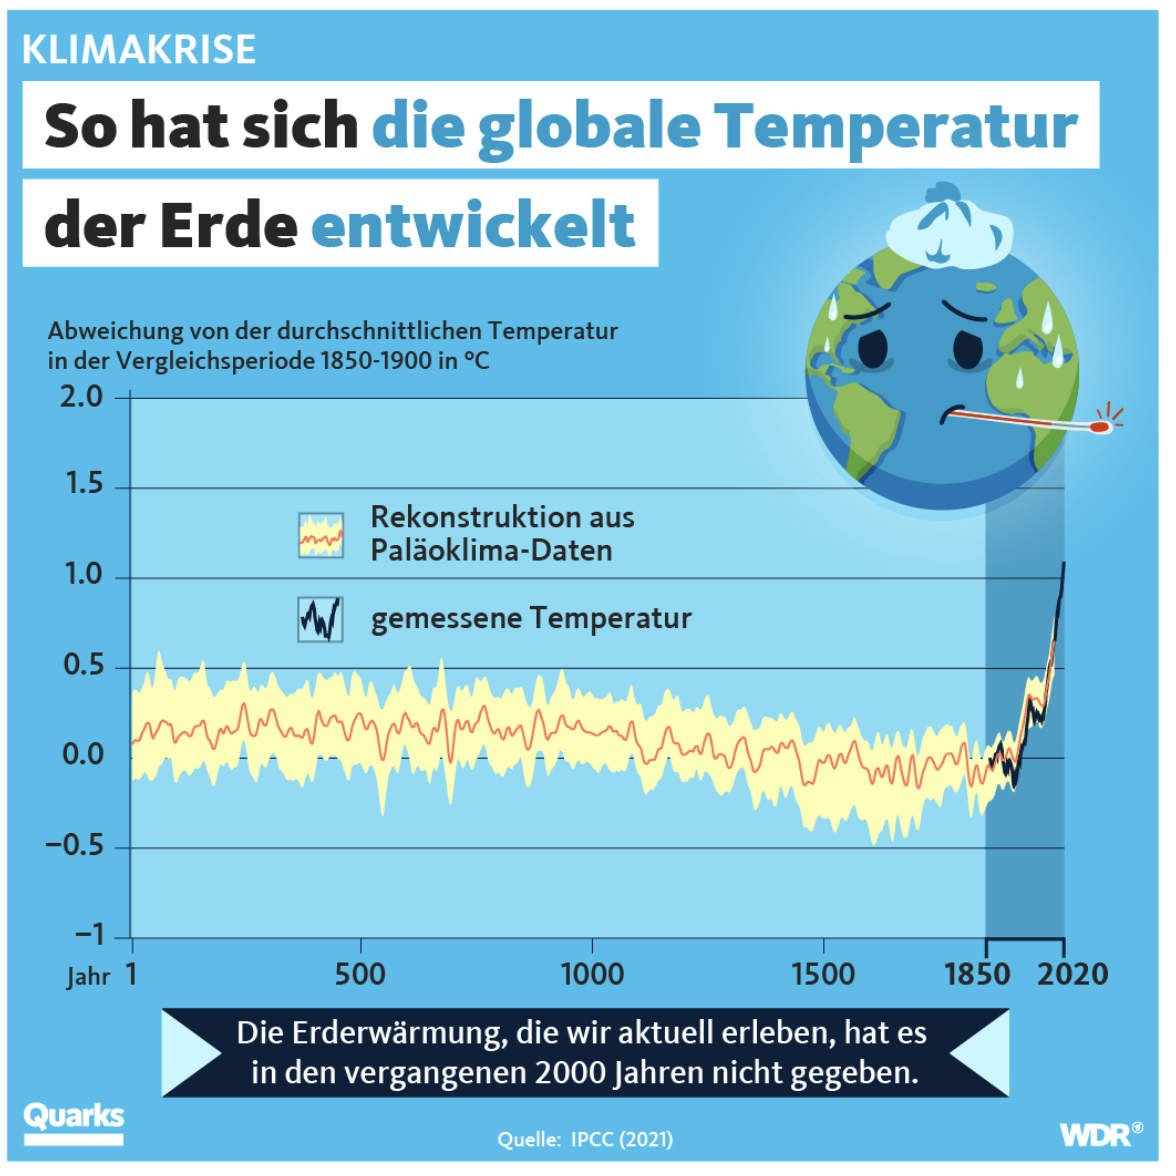 KLIMAKRISE
So hat sich die globale Temperatur
der Erde entwickelt
Abweichung von der durchschnittlichen Temperatur
in der Vergleichsperiode 1850-1900 in °C
2.0
1.5
1.0
0.5
0.0
−0.5
−1
Rekonstruktion aus
Paläoklima-Daten
gemessene Temperatur
Jahr 1 500 1000 1500 1850 2020
Die Erderwärmung, die wir aktuell erleben, hat es
in den vergangenen 2000 Jahren nicht gegeben.
Quarks
Quelle: IPCC (2021)
WDR